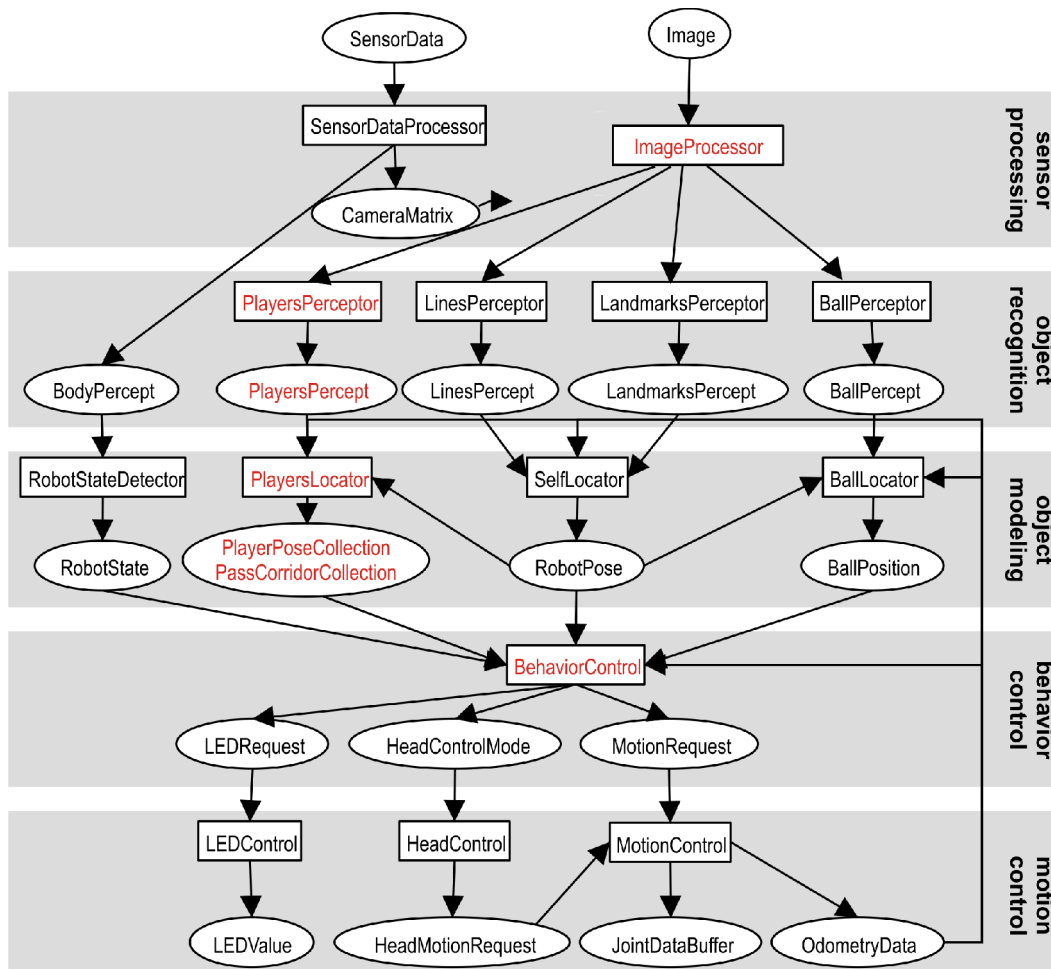 SensorData
Image
SensorDataProcessor
ImageProcessor
CameraMatrix
sensor
processing
PlayersPerceptor
LinesPerceptor
LandmarksPerceptor
BallPerceptor
BodyPercept
PlayersPercept
LinesPercept
LandmarksPercept
BallPercept
object
recognition
RobotStateDetector
PlayersLocator
SelfLocator
BallLocator
RobotState
PlayerPoseCollection
PassCorridorCollection
RobotPose
BallPosition
object
modeling
BehaviorControl
LEDRequest
HeadControlMode
MotionRequest
behavior
control
LEDControl
HeadControl
MotionControl
LEDValue
HeadMotionRequest
JointDataBuffer
OdometryData
motion
control